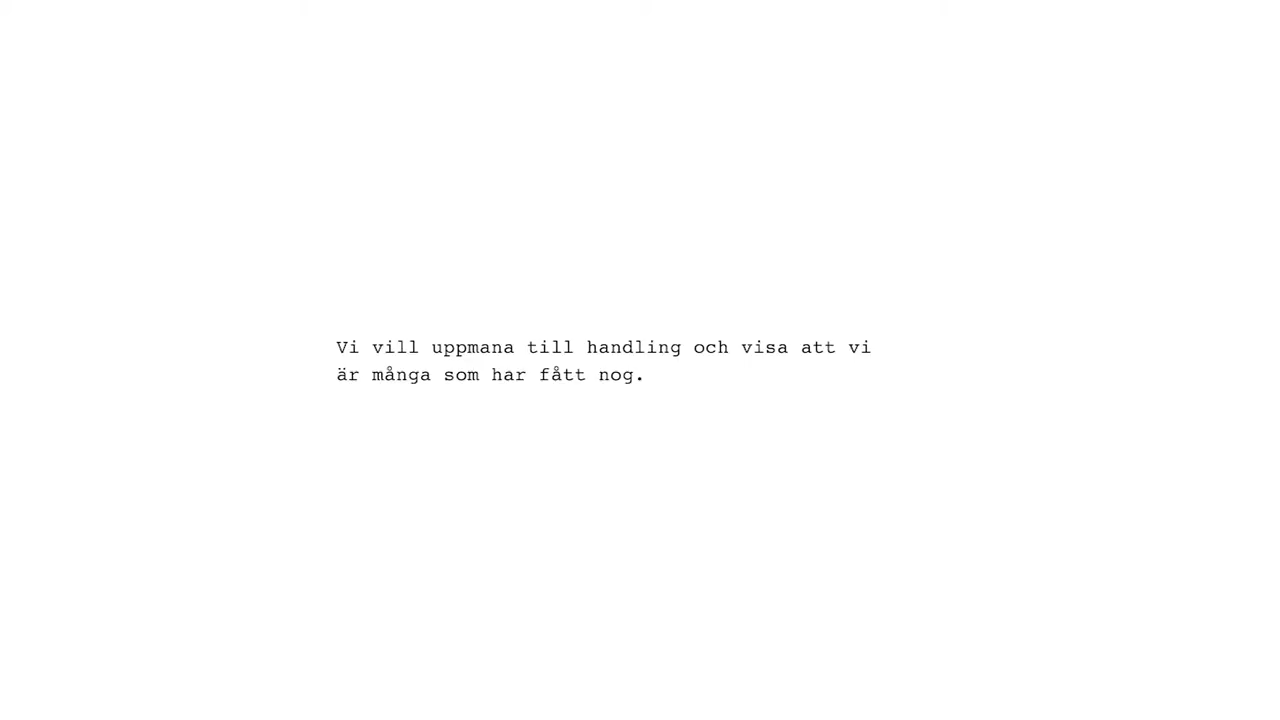 Vi vill uppmana till handling och visa att vi
är många som har fått nog.